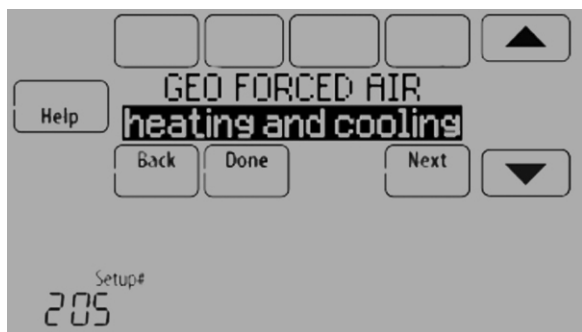 GEO FORCED AIR
Help
heating and cooling
Back Done Next
Setup#
205